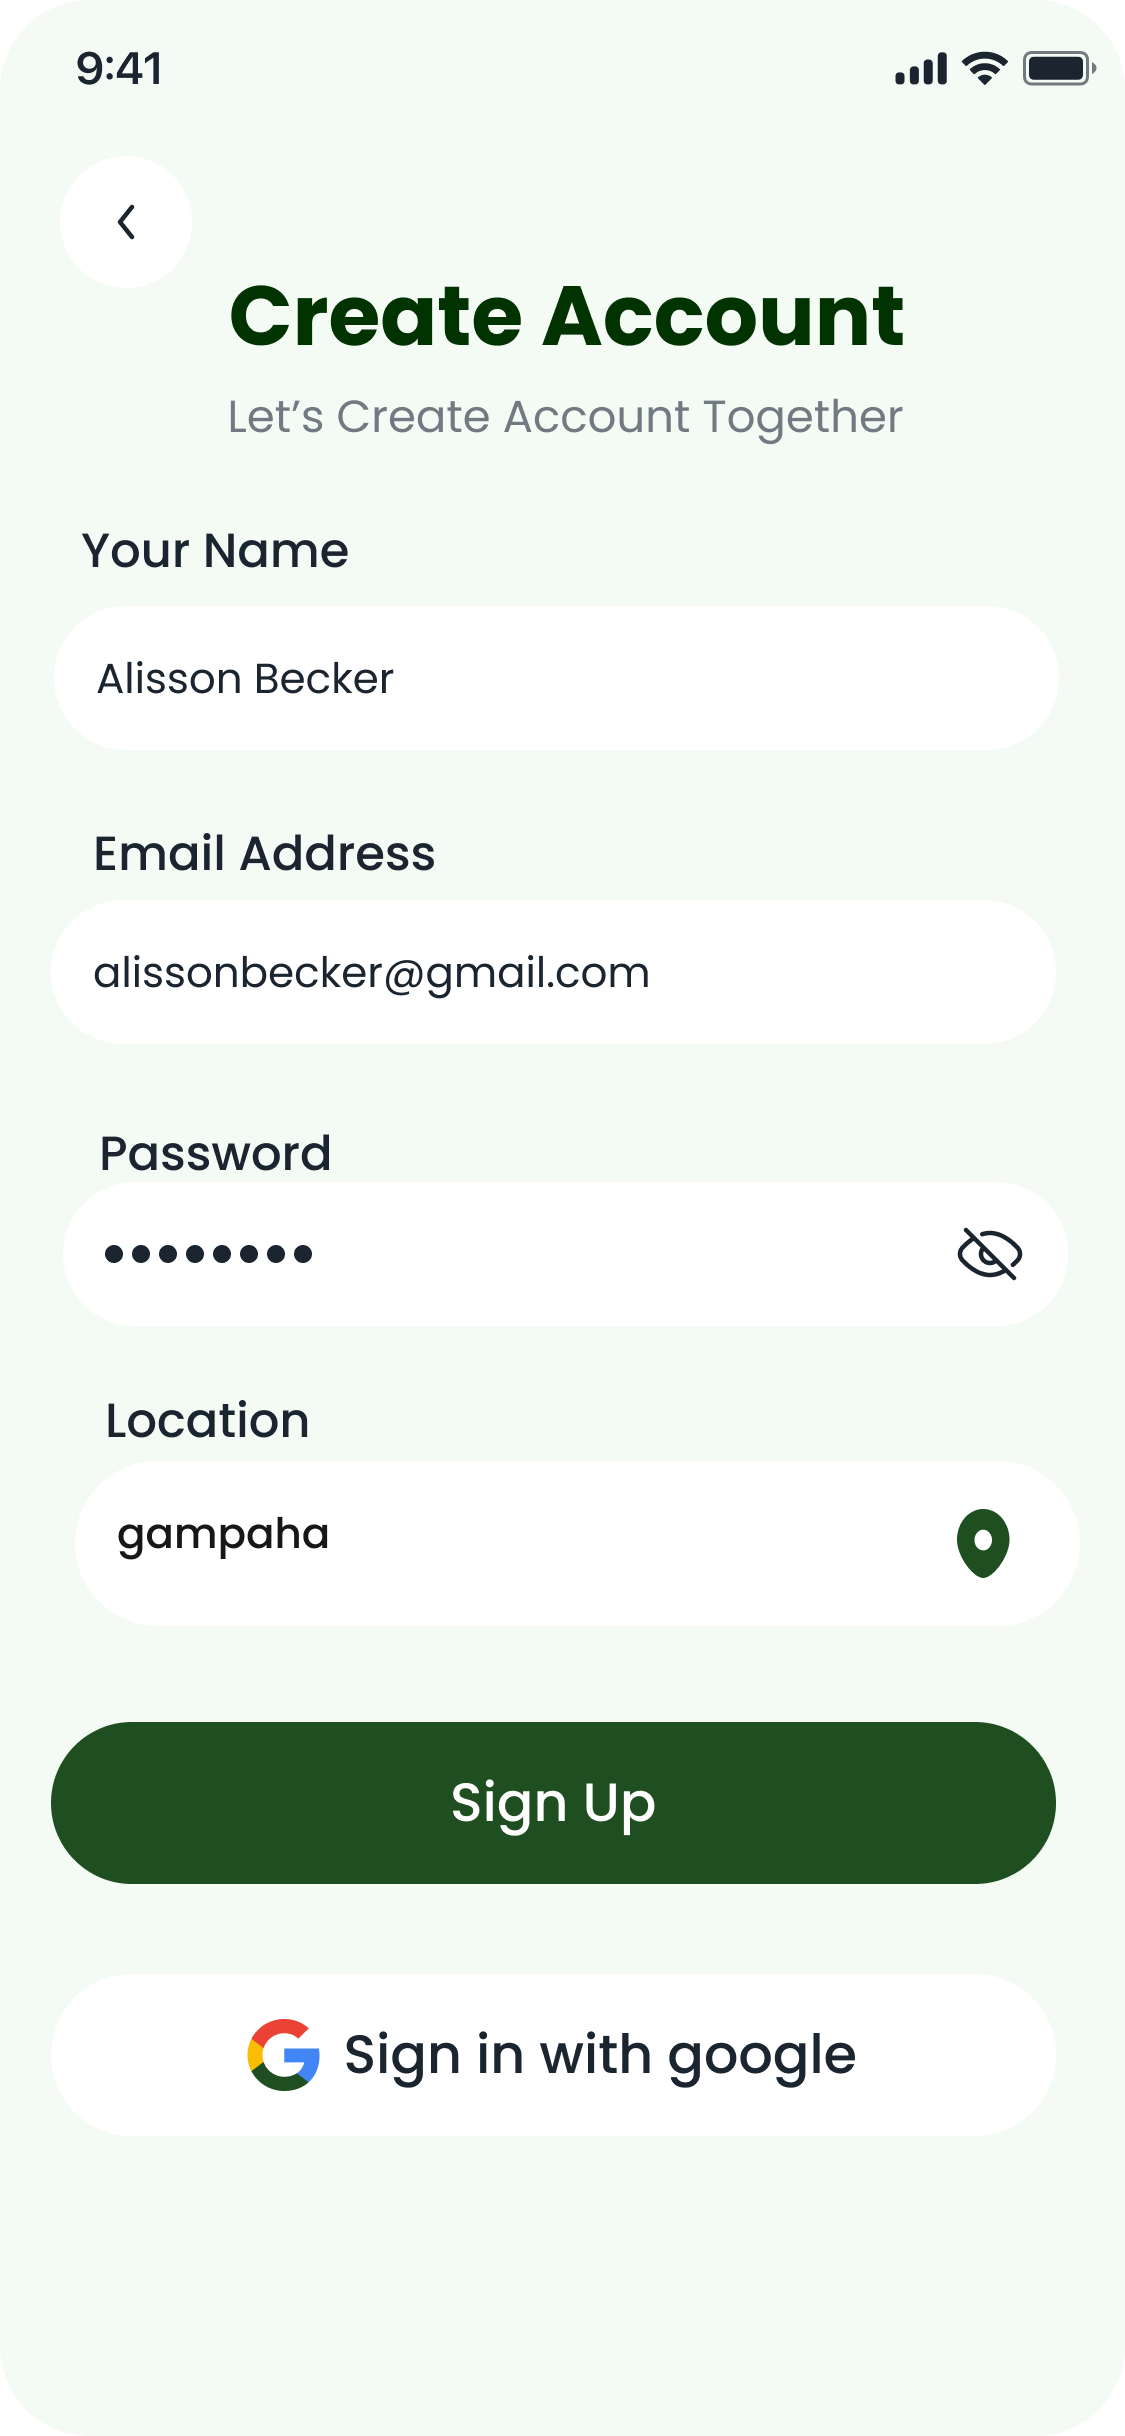 9:41
Create Account
Let’s Create Account Together
Your Name
Alisson Becker
Email Address
alissonbecker@gmail.com
Password
Location
gampaha
Sign Up
Sign in with google